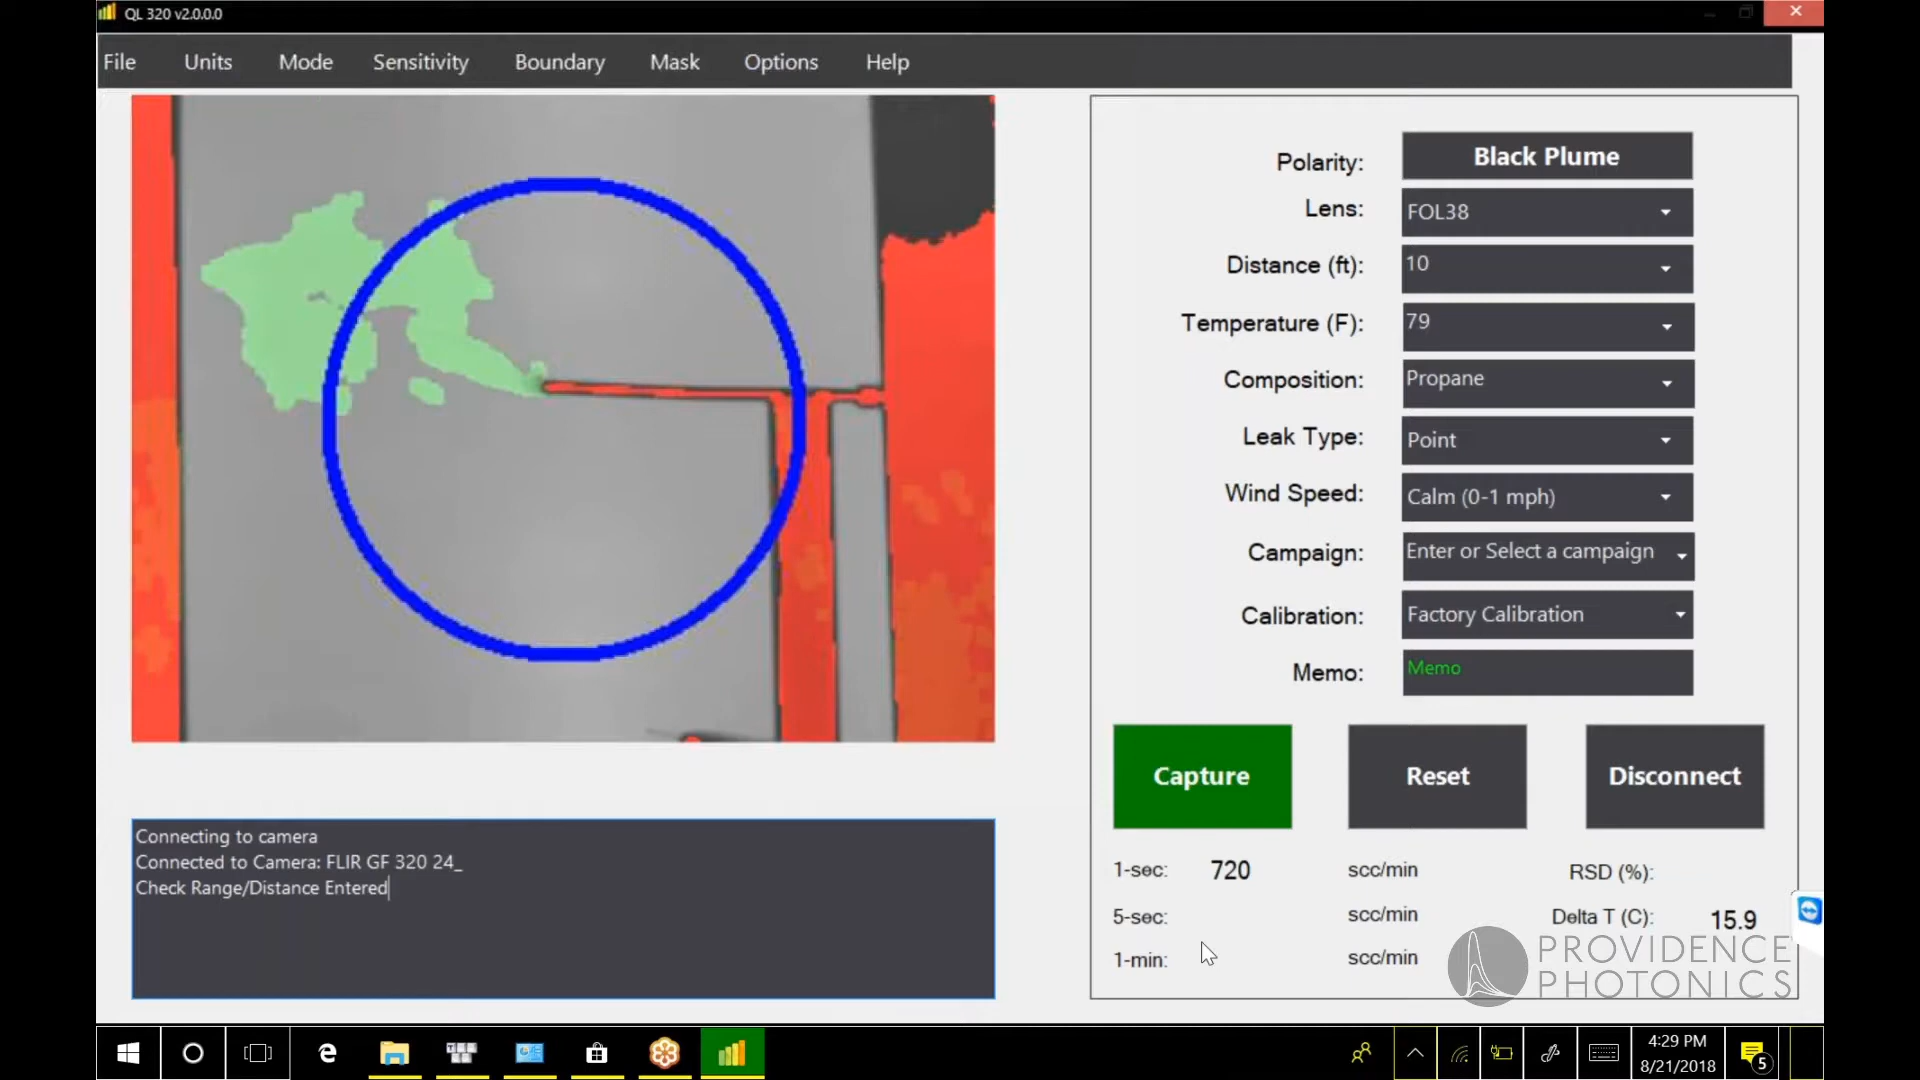 QL 320 v2.0.0.0
File Units Mode Sensitivity Boundary Mask Options Help
Polarity: Black Plume
Lens: FOL38
Distance (ft): 10
Temperature (F): 79
Composition: Propane
Leak Type: Point
Wind Speed: Calm (0-1 mph)
Campaign: Enter or Select a campaign
Calibration: Factory Calibration
Memo: Memo
Capture Reset Disconnect
Connecting to camera
Connected to Camera: FLIR GF 320 24_
Check Range/Distance Entered
1-sec: 720 scc/min RSD (%):
5-sec: scc/min Delta T (C): 15.9
1-min: scc/min
PROVIDENCE
PHOTONICS
4:29 PM
8/21/2018
5